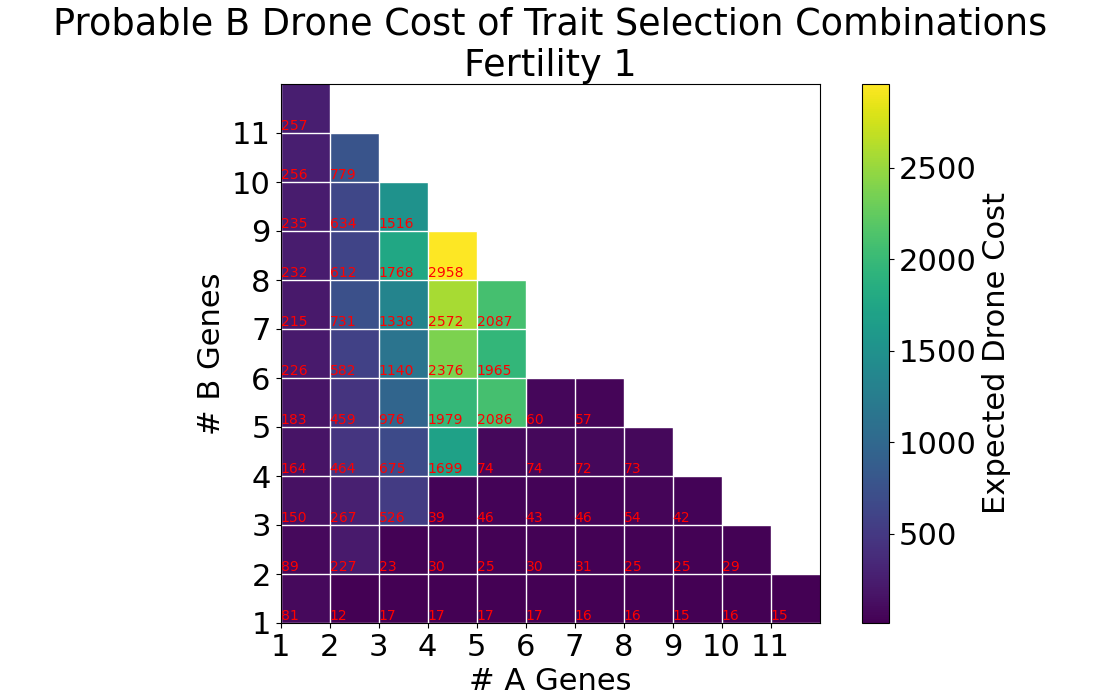 Probable B Drone Cost of Trait Selection Combinations
Fertility 1
257
11
256 779
10
235 634 1516
9
232 612 1768 2958
8
215 731 1338 2572 2087
7
226 592 1140 2376 1965
6
183 459 976 1979 2086 60 57
5
164 464 675 1699 74 74 72 73
4
150 267 526 39 46 43 46 54 42
3
89 227 23 30 25 30 31 25 25 29
2
81 12 17 17 17 17 16 16 15 16 15
1
1 2 3 4 5 6 7 8 9 10 11
# A Genes
# B Genes
2500
2000
1500
1000
500
Expected Drone Cost